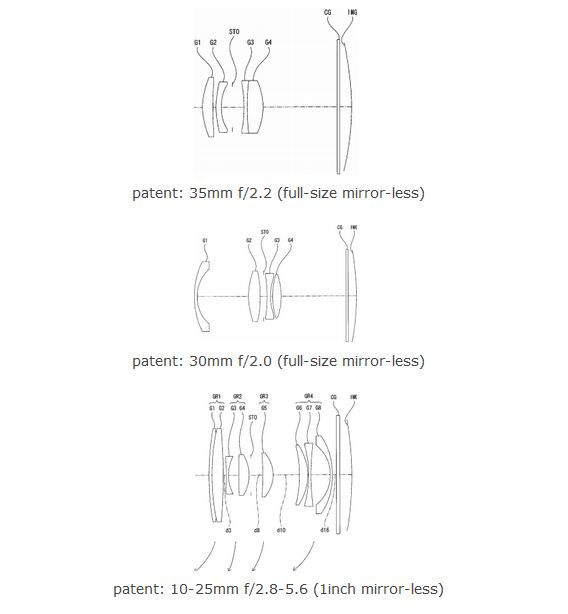 CG IMG
STO
G1 G2 G3 G4
patent: 35mm f/2.2 (full-size mirror-less)
CG IMG
STO
G1 G2 G3 G4
patent: 30mm f/2.0 (full-size mirror-less)
GR1 GR2 GR3 GR4 CG IMG
G1 G2 G3 G4 G5 G6 G7 G8
STO
d3 d8 d10 d16
patent: 10-25mm f/2.8-5.6 (1inch mirror-less)